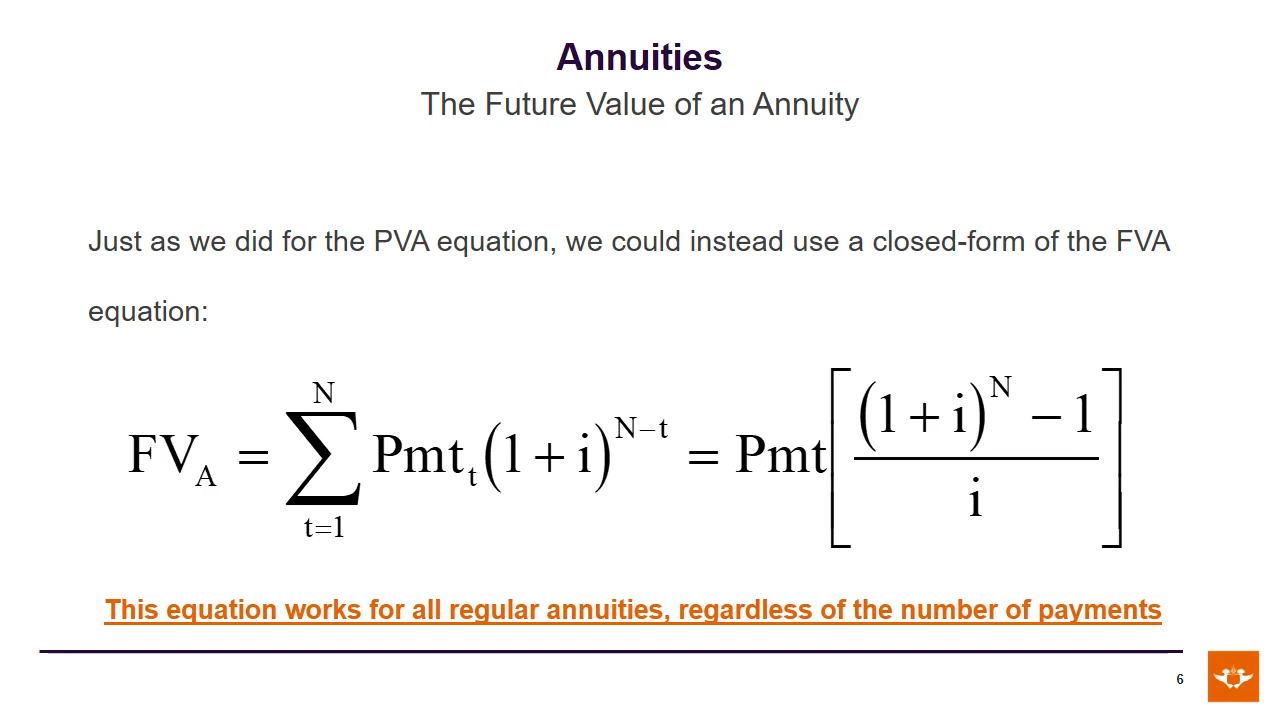 Annuities
The Future Value of an Annuity
Just as we did for the PVA equation, we could instead use a closed-form of the FVA
equation:
FV_A = ∑_{t=1}^{N} Pmt_t (1 + i)^{N−t} = Pmt[((1 + i)^N − 1) / i]
This equation works for all regular annuities, regardless of the number of payments
6